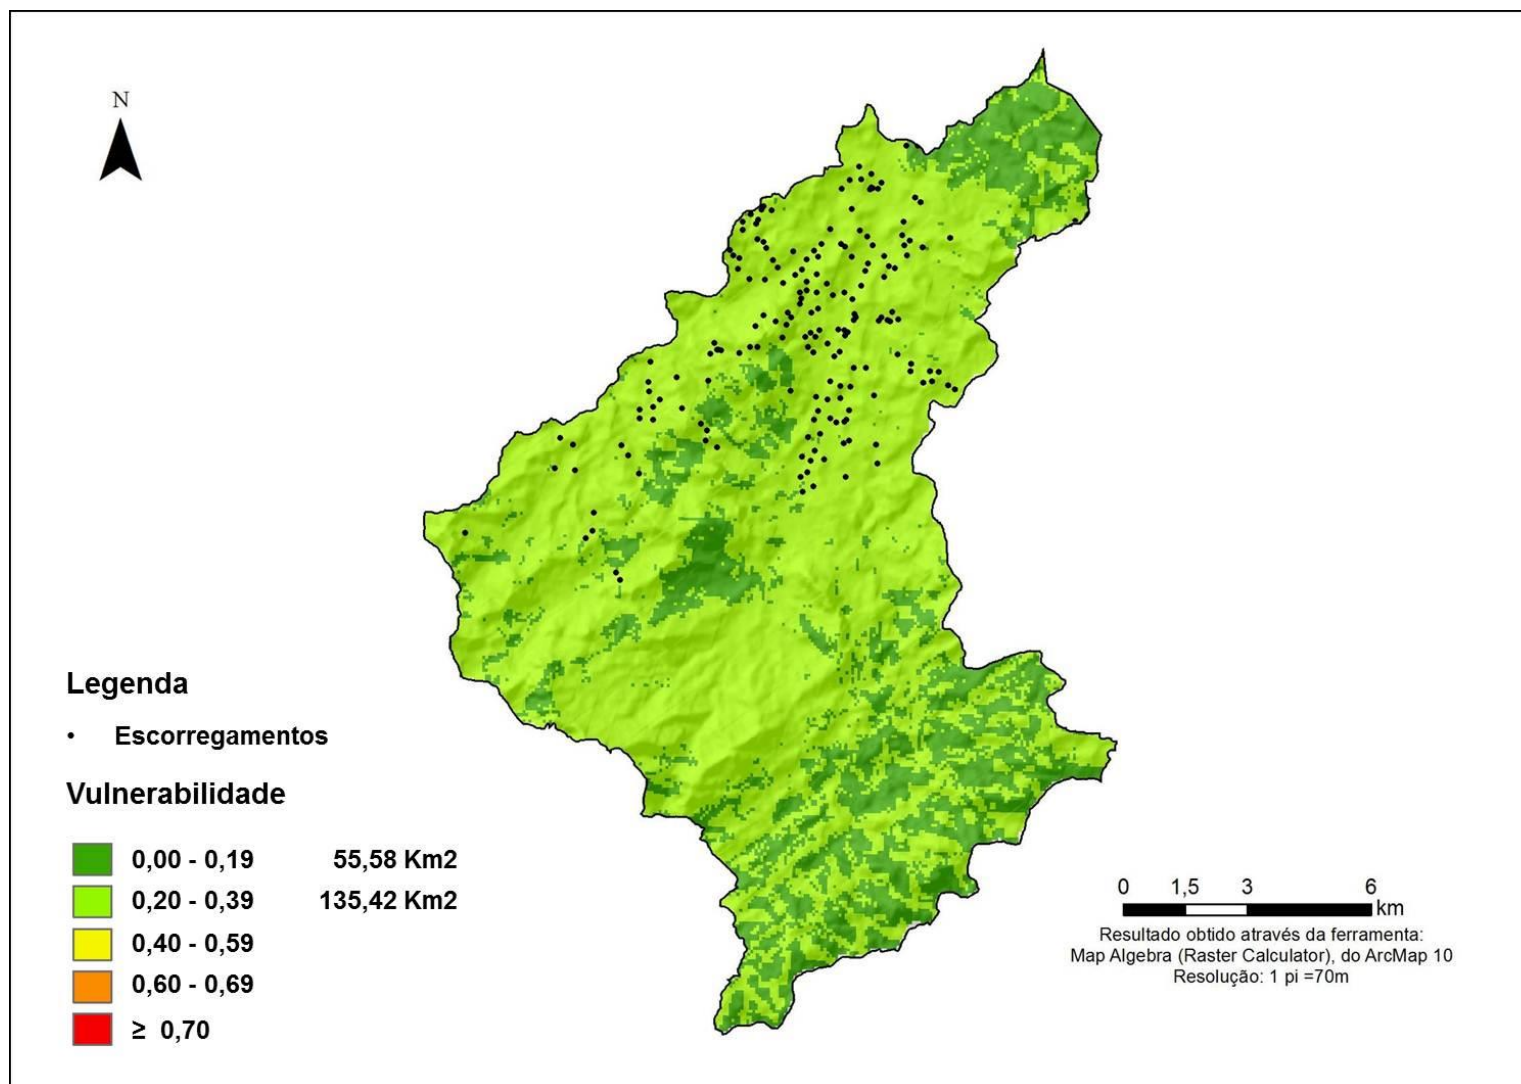 N
Legenda
• Escorregamentos
Vulnerabilidade
0,00 - 0,19 55,58 Km2
0,20 - 0,39 135,42 Km2
0,40 - 0,59
0,60 - 0,69
≥ 0,70
0 1,5 3 6
km
Resultado obtido através da ferramenta:
Map Algebra (Raster Calculator), do ArcMap 10
Resolução: 1 pi =70m